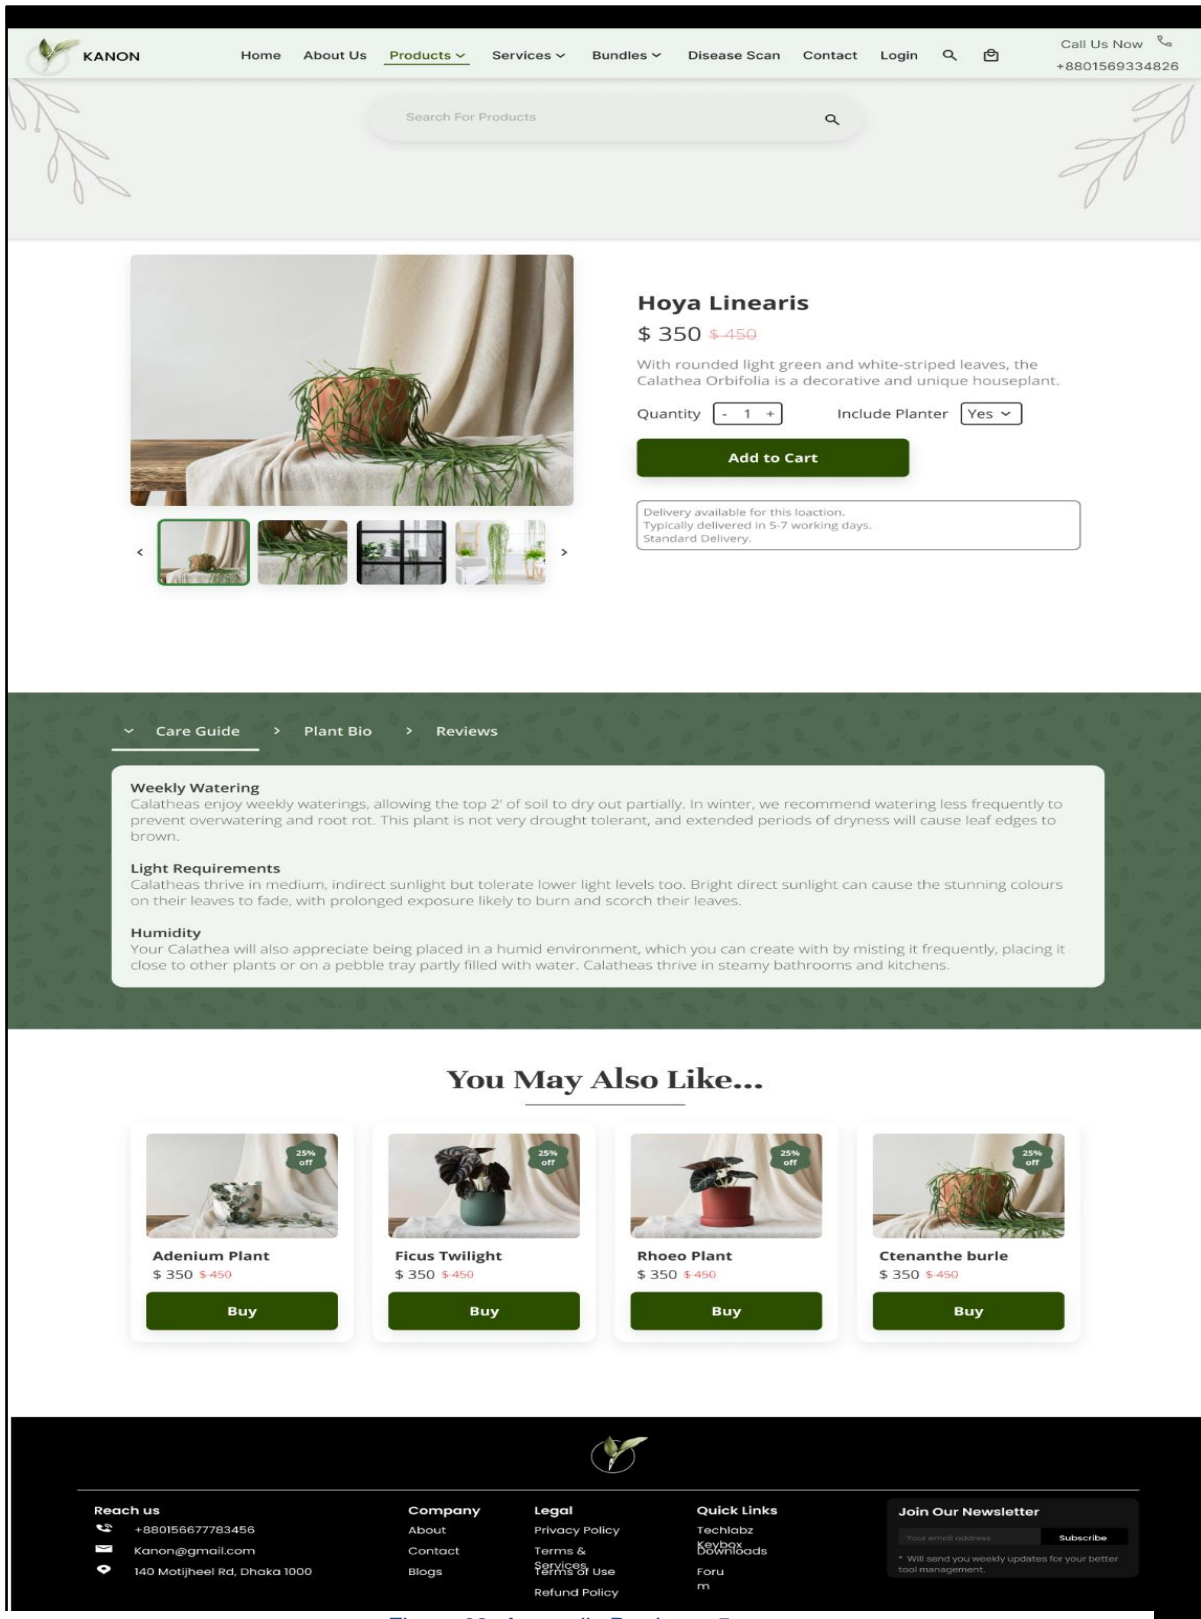 KANON
Home About Us Products Services Bundles Disease Scan Contact Login
Call Us Now
+8801569334826
Search For Products
Hoya Linearis
$ 350 $ 450
With rounded light green and white-striped leaves, the
Calathea Orbifolia is a decorative and unique houseplant.
Quantity - 1 + Include Planter Yes
Add to Cart
Delivery available for this loaction.
Typically delivered in 5-7 working days.
Standard Delivery.
Care Guide Plant Bio Reviews
Weekly Watering
Calatheas enjoy weekly waterings, allowing the top 2' of soil to dry out partially. In winter, we recommend watering less frequently to
prevent overwatering and root rot. This plant is not very drought tolerant, and extended periods of dryness will cause leaf edges to
brown.
Light Requirements
Calatheas thrive in medium, indirect sunlight but tolerate lower light levels too. Bright direct sunlight can cause the stunning colours
on their leaves to fade, with prolonged exposure likely to burn and scorch their leaves.
Humidity
Your Calathea will also appreciate being placed in a humid environment, which you can create with by misting it frequently, placing it
close to other plants or on a pebble tray partly filled with water. Calatheas thrive in steamy bathrooms and kitchens.
You May Also Like...
25%
off
Adenium Plant
$ 350 $ 450
Buy
25%
off
Ficus Twilight
$ 350 $ 450
Buy
25%
off
Rhoeo Plant
$ 350 $ 450
Buy
25%
off
Ctenanthe burle
$ 350 $ 450
Buy
Reach us
+880156677783456
Kanon@gmail.com
140 Motijheel Rd, Dhaka 1000
Company
About
Contact
Blogs
Legal
Privacy Policy
Terms &
Services
Terms of Use
Refund Policy
Quick Links
Techlabz
Keybox
Downloads
Foru
m
Join Our Newsletter
Your email address Subscribe
* Will send you weekly updates for your better
tool management.